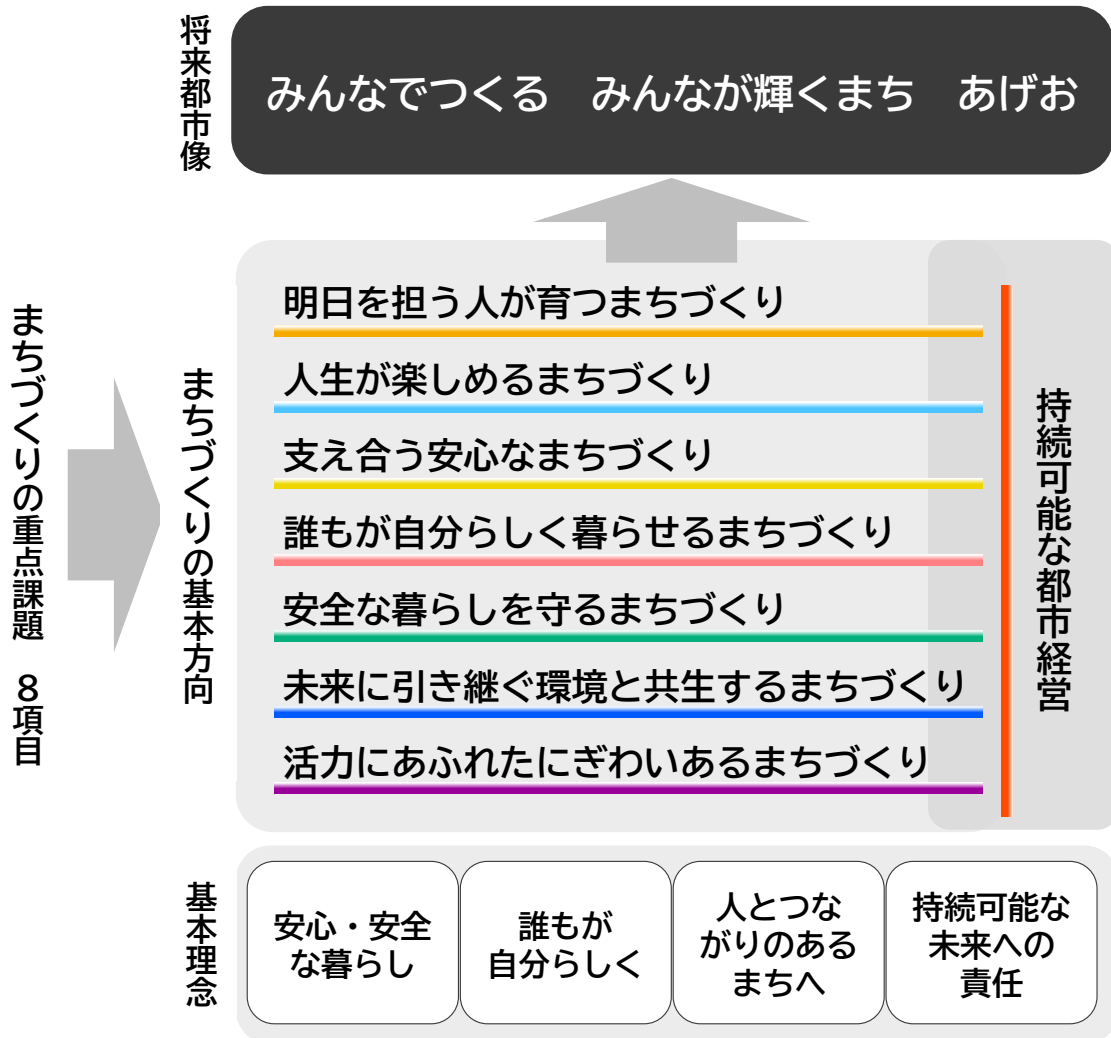 将来都市像
みんなでつくる　みんなが輝くまち　あげお
まちづくりの重点課題　８項目
まちづくりの基本方向
明日を担う人が育つまちづくり
人生が楽しめるまちづくり
支え合う安心なまちづくり
誰もが自分らしく暮らせるまちづくり
安全な暮らしを守るまちづくり
未来に引き継ぐ環境と共生するまちづくり
活力にあふれたにぎわいあるまちづくり
持続可能な都市経営
基本理念
安心・安全
な暮らし
誰もが
自分らしく
人とつな
がりのある
まちへ
持続可能な
未来への
責任